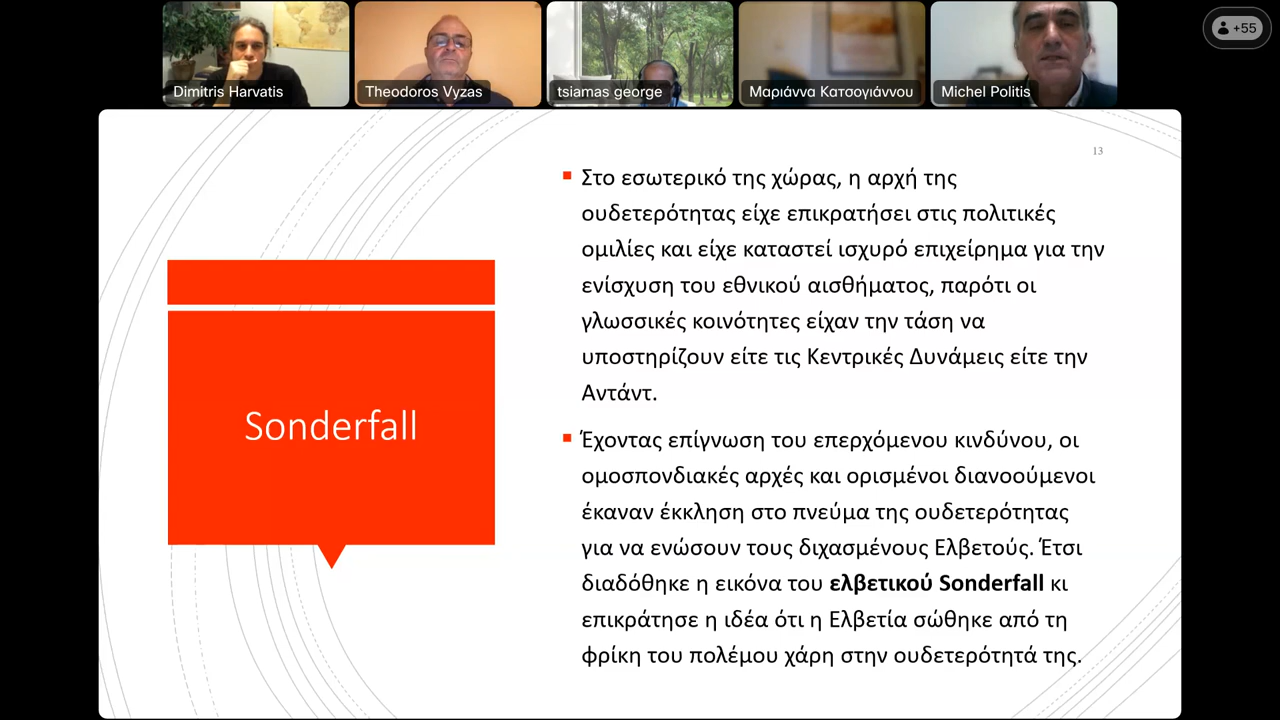 +55
Dimitris Harvatis
Theodoros Vyzas
tsiamas george
Μαριάννα Κατσογιάννου
Michel Politis
13
Sonderfall
Στο εσωτερικό της χώρας, η αρχή της
ουδετερότητας είχε επικρατήσει στις πολιτικές
ομιλίες και είχε καταστεί ισχυρό επιχείρημα για την
ενίσχυση του εθνικού αισθήματος, παρότι οι
γλωσσικές κοινότητες είχαν την τάση να
υποστηρίζουν είτε τις Κεντρικές Δυνάμεις είτε την
Αντάντ.
Έχοντας επίγνωση του επερχόμενου κινδύνου, οι
ομοσπονδιακές αρχές και ορισμένοι διανοούμενοι
έκαναν έκκληση στο πνεύμα της ουδετερότητας
για να ενώσουν τους διχασμένους Ελβετούς. Έτσι
διαδόθηκε η εικόνα του ελβετικού Sonderfall κι
επικράτησε η ιδέα ότι η Ελβετία σώθηκε από τη
φρίκη του πολέμου χάρη στην ουδετερότητά της.